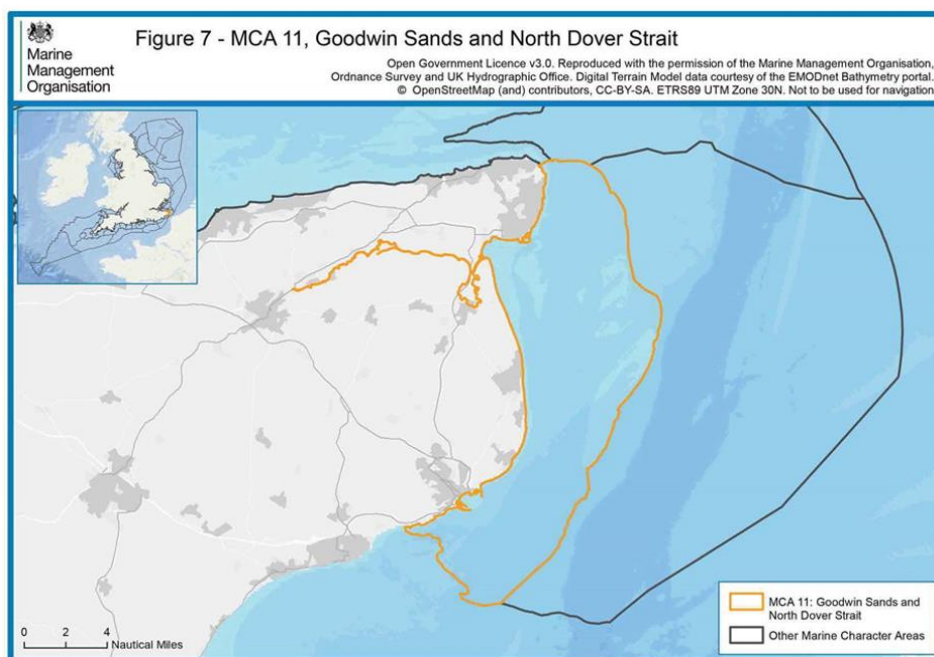 Marine
Management
Organisation
Figure 7 - MCA 11, Goodwin Sands and North Dover Strait
Open Government Licence v3.0. Reproduced with the permission of the Marine Management Organisation,
Ordnance Survey and UK Hydrographic Office. Digital Terrain Model data courtesy of the EMODnet Bathymetry portal.
© OpenStreetMap (and) contributors, CC-BY-SA. ETRS89 UTM Zone 30N. Not to be used for navigation
0 2 4
Nautical Miles
MCA 11: Goodwin Sands and
North Dover Strait
Other Marine Character Areas